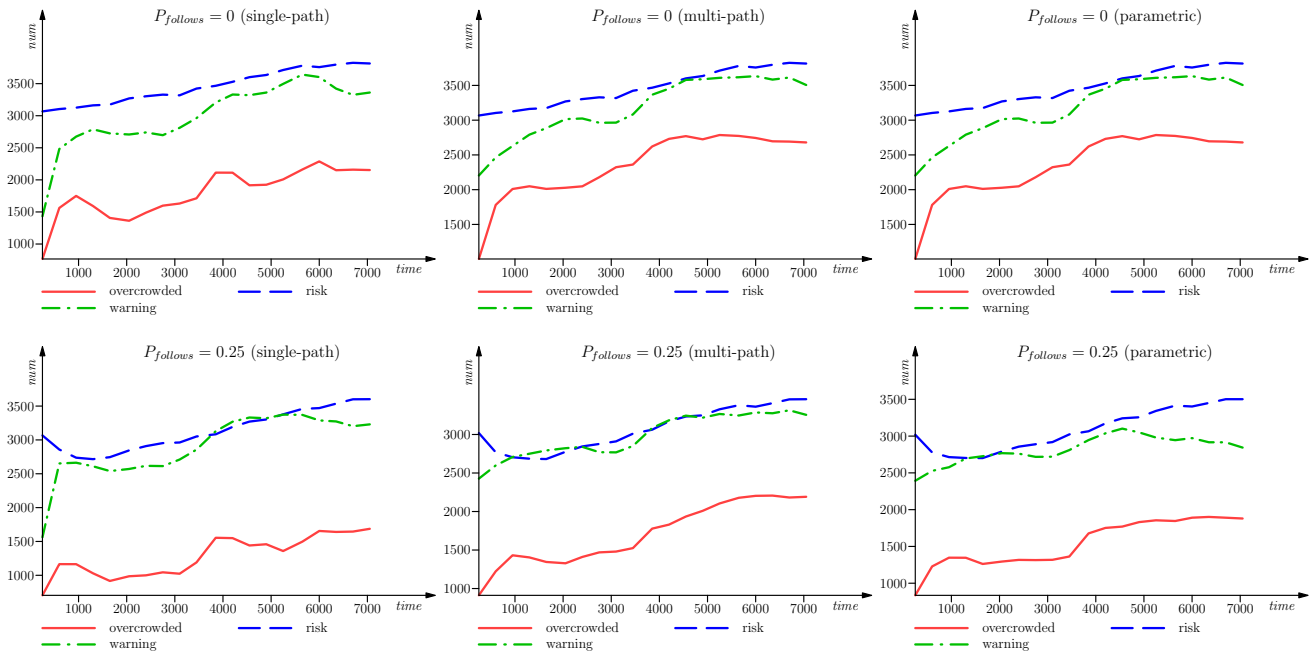 P_follows = 0 (single-path)
num
3500
3000
2500
2000
1500
1000
1000 2000 3000 4000 5000 6000 7000
time
overcrowded risk
warning
P_follows = 0 (multi-path)
num
3500
3000
2500
2000
1500
1000 2000 3000 4000 5000 6000 7000
time
overcrowded risk
warning
P_follows = 0 (parametric)
num
3500
3000
2500
2000
1500
1000 2000 3000 4000 5000 6000 7000
time
overcrowded risk
warning
P_follows = 0.25 (single-path)
num
3500
3000
2500
2000
1500
1000
1000 2000 3000 4000 5000 6000 7000
time
overcrowded risk
warning
P_follows = 0.25 (multi-path)
num
3000
2500
2000
1500
1000
1000 2000 3000 4000 5000 6000 7000
time
overcrowded risk
warning
P_follows = 0.25 (parametric)
num
3500
3000
2500
2000
1500
1000
1000 2000 3000 4000 5000 6000 7000
time
overcrowded risk
warning